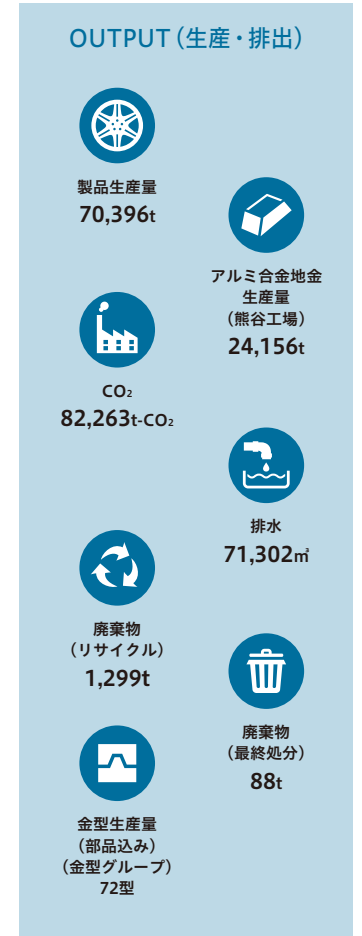 OUTPUT（生産・排出）
製品生産量
70,396t
アルミ合金地金
生産量
（熊谷工場）
24,156t
CO₂
82,263t-CO₂
排水
71,302㎥
廃棄物
（リサイクル）
1,299t
廃棄物
（最終処分）
88t
金型生産量
（部品込み）
（金型グループ）
72型